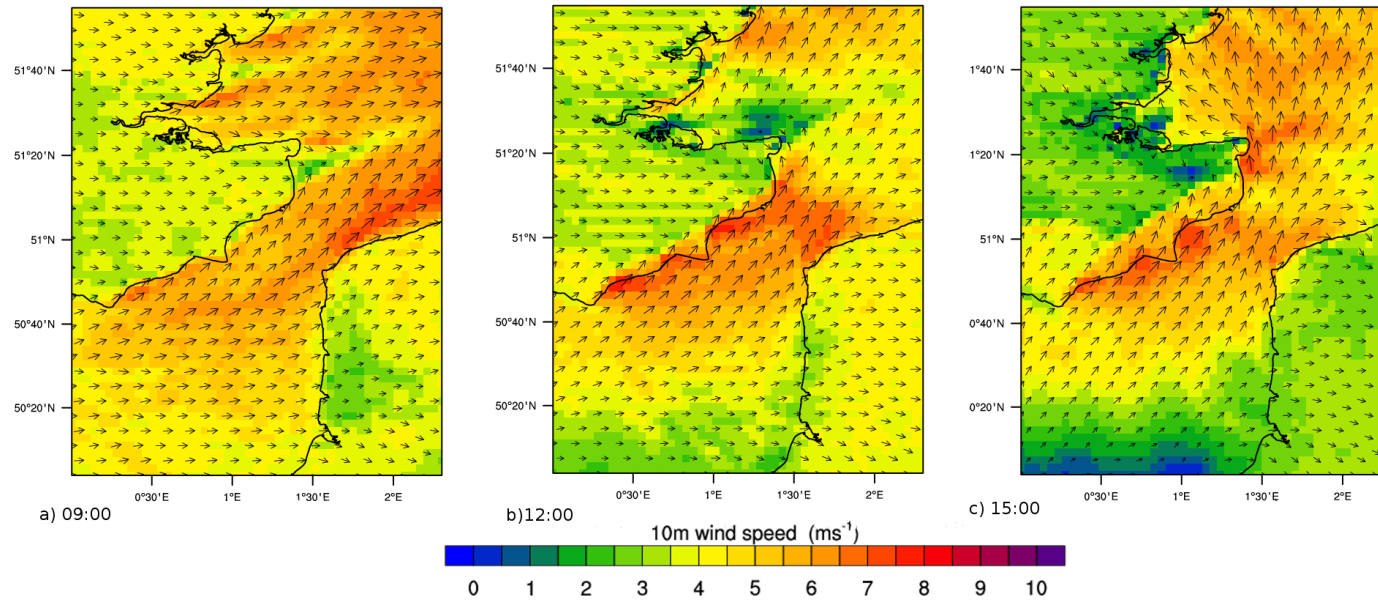 51°40'N
51°20'N
51°N
50°40'N
50°20'N
0°30'E 1°E 1°30'E 2°E
a) 09:00
51°40'N
51°20'N
51°N
50°40'N
50°20'N
0°30'E 1°E 1°30'E 2°E
b)12:00
1°40'N
1°20'N
51°N
0°40'N
0°20'N
0°30'E 1°E 1°30'E 2°E
c) 15:00
10m wind speed (ms⁻¹)
0 1 2 3 4 5 6 7 8 9 10